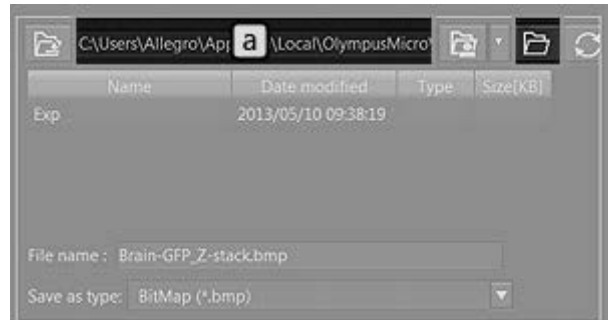 C:\Users\Allegro\Ap a \Local\OlympusMicro
Name Date modified Type Size[KB]
Exp 2013/05/10 09:38:19
File name : Brain-GFP_Z-stack.bmp
Save as type: BitMap (*.bmp)